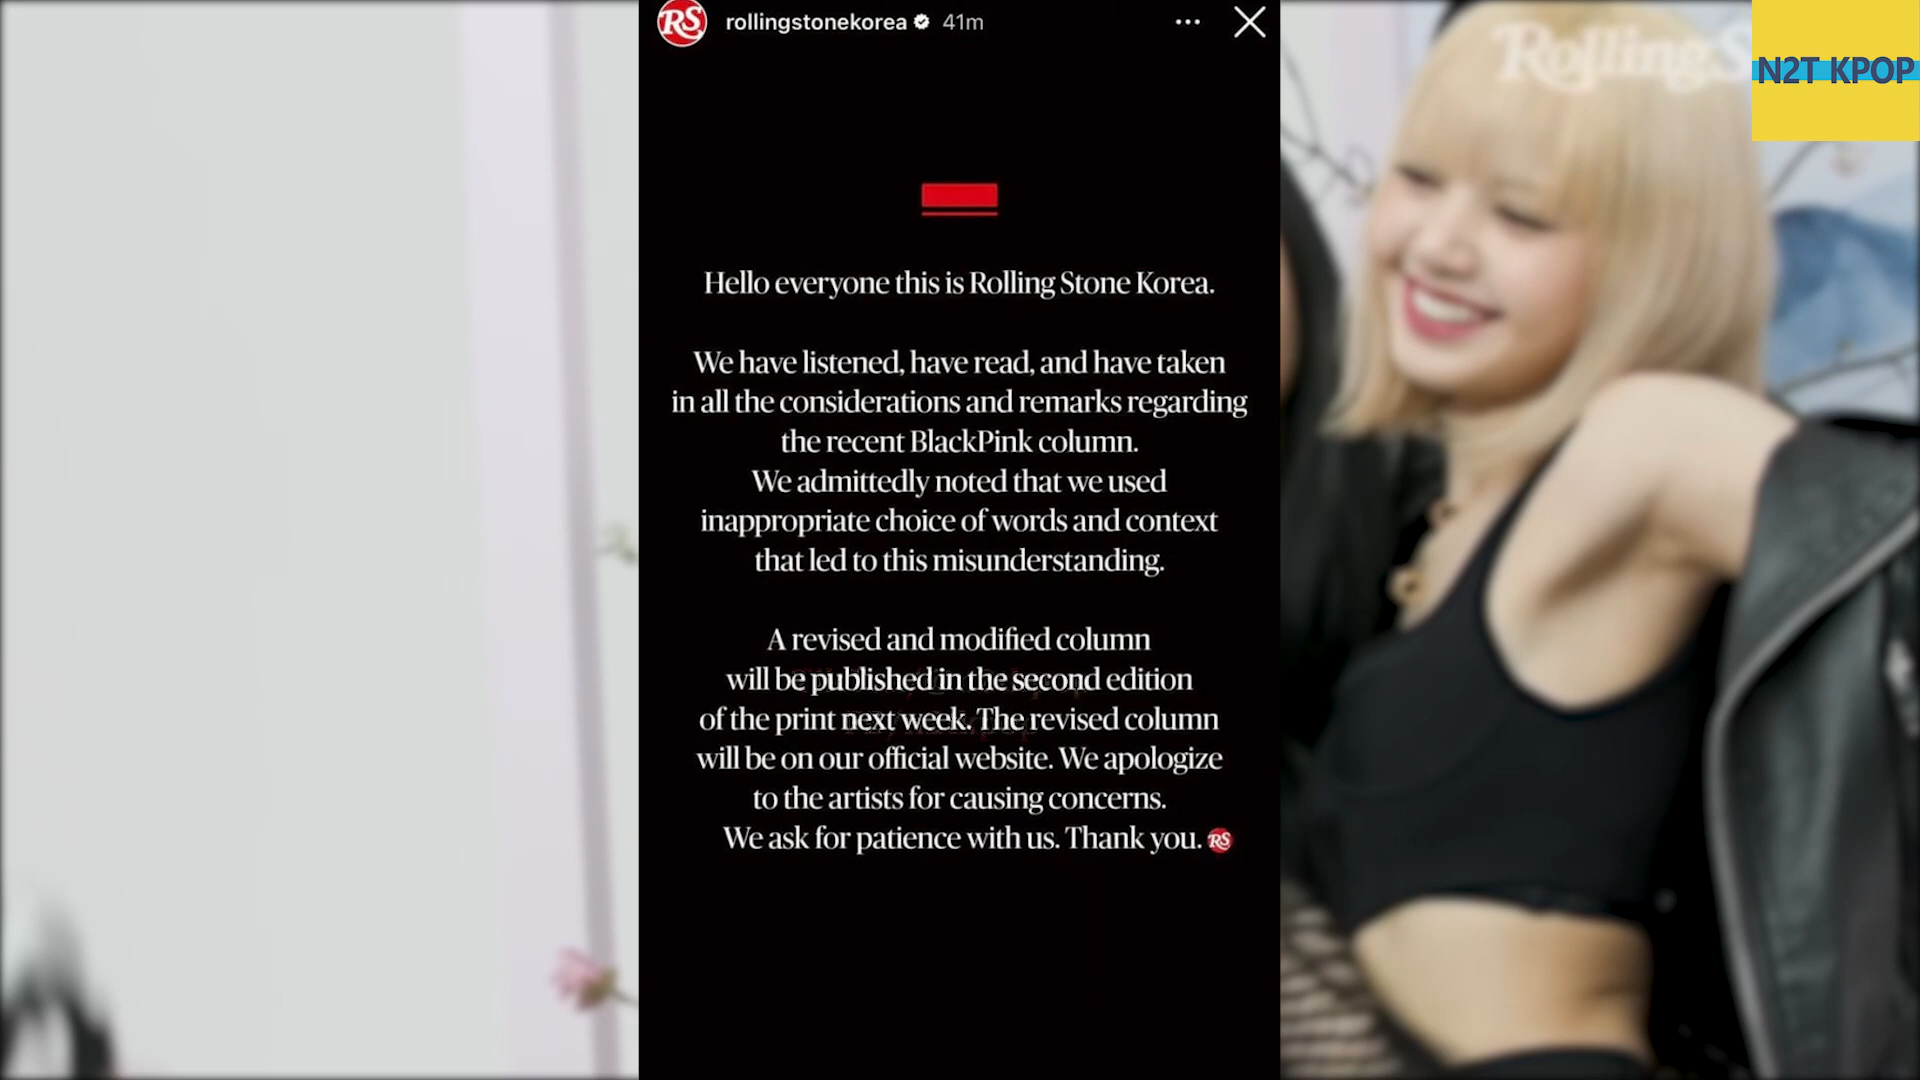 RS rollingstonekorea 41m
Rolling S
N2T KPOP
Hello everyone this is Rolling Stone Korea.
We have listened, have read, and have taken
in all the considerations and remarks regarding
the recent BlackPink column.
We admittedly noted that we used
inappropriate choice of words and context
that led to this misunderstanding.
A revised and modified column
will be published in the second edition
of the print next week. The revised column
will be on our official website. We apologize
to the artists for causing concerns.
We ask for patience with us. Thank you. RS